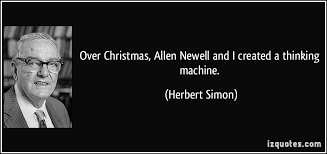 Over Christmas, Allen Newell and I created a thinking
machine.
(Herbert Simon)
izquotes.com